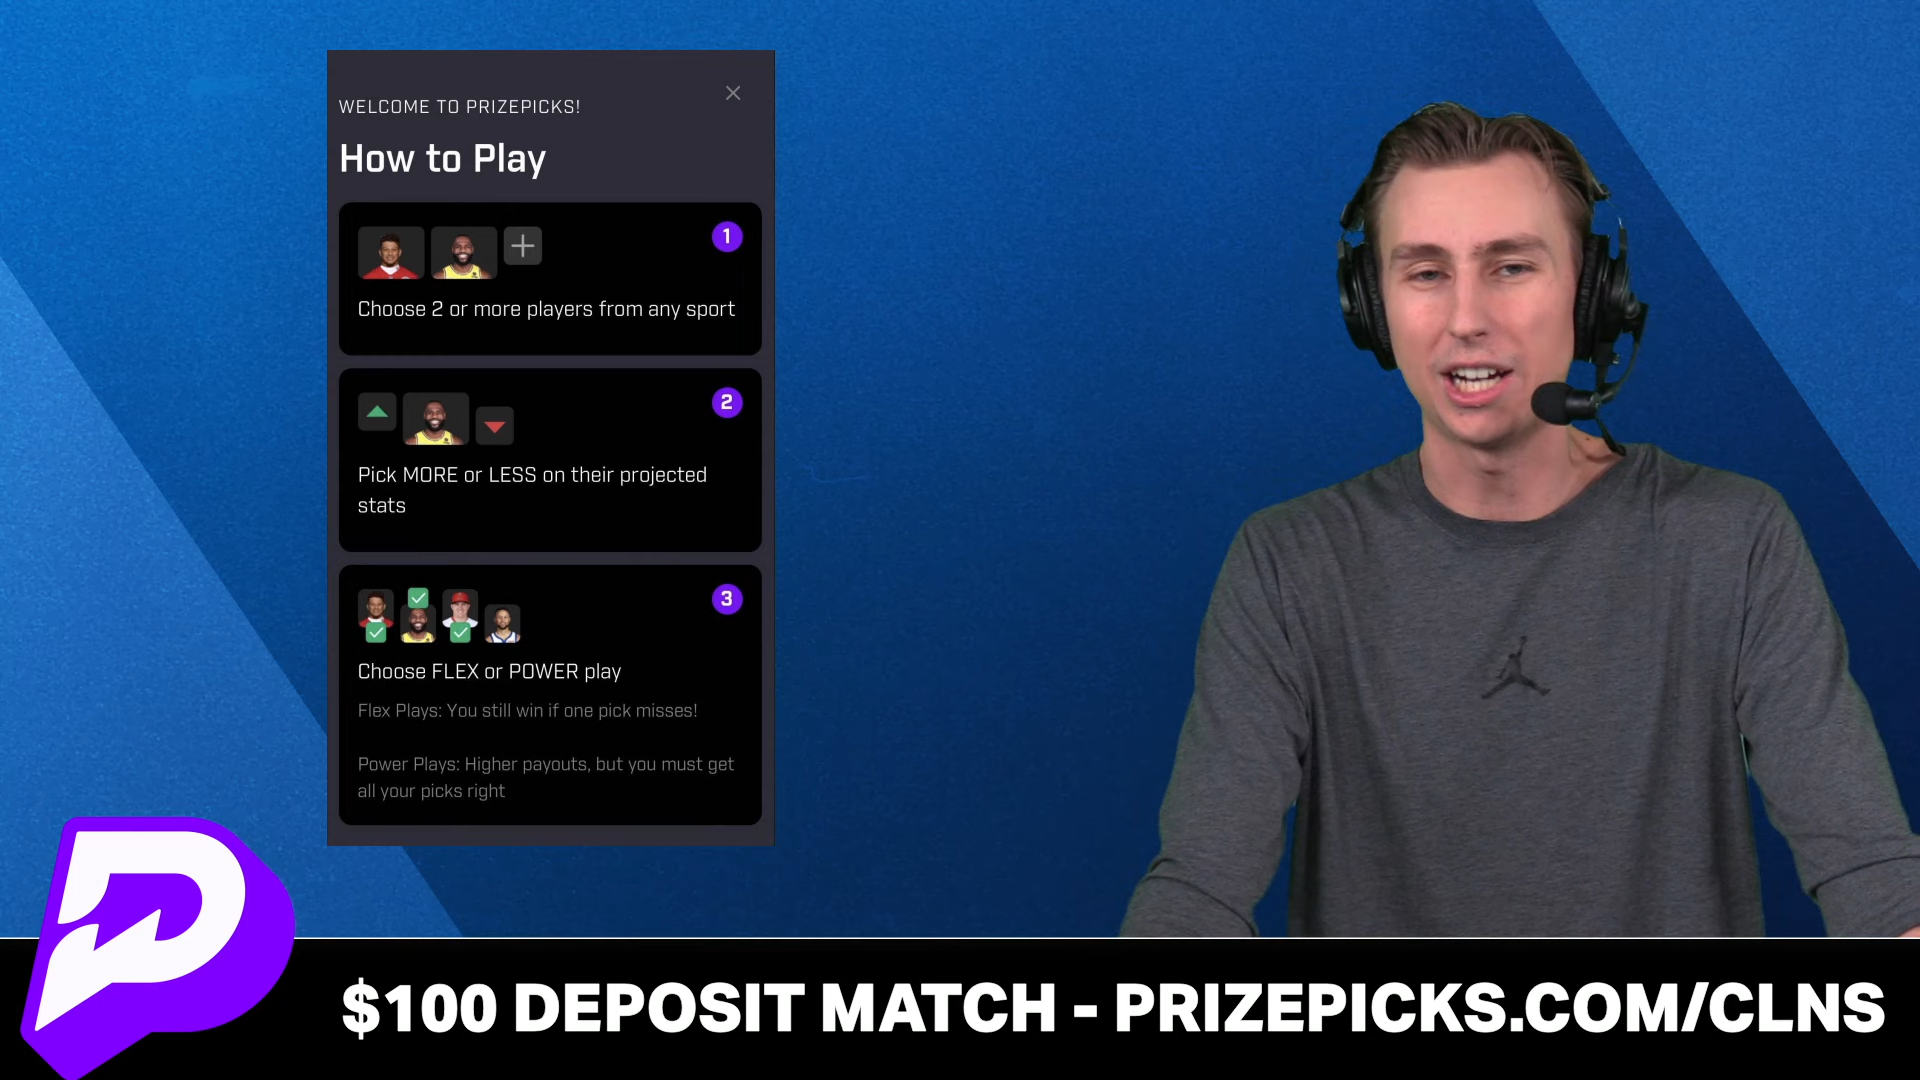 WELCOME TO PRIZEPICKS!
How to Play
1
Choose 2 or more players from any sport
2
Pick MORE or LESS on their projected
stats
3
Choose FLEX or POWER play
Flex Plays: You still win if one pick misses!
Power Plays: Higher payouts, but you must get
all your picks right
$100 DEPOSIT MATCH - PRIZEPICKS.COM/CLNS